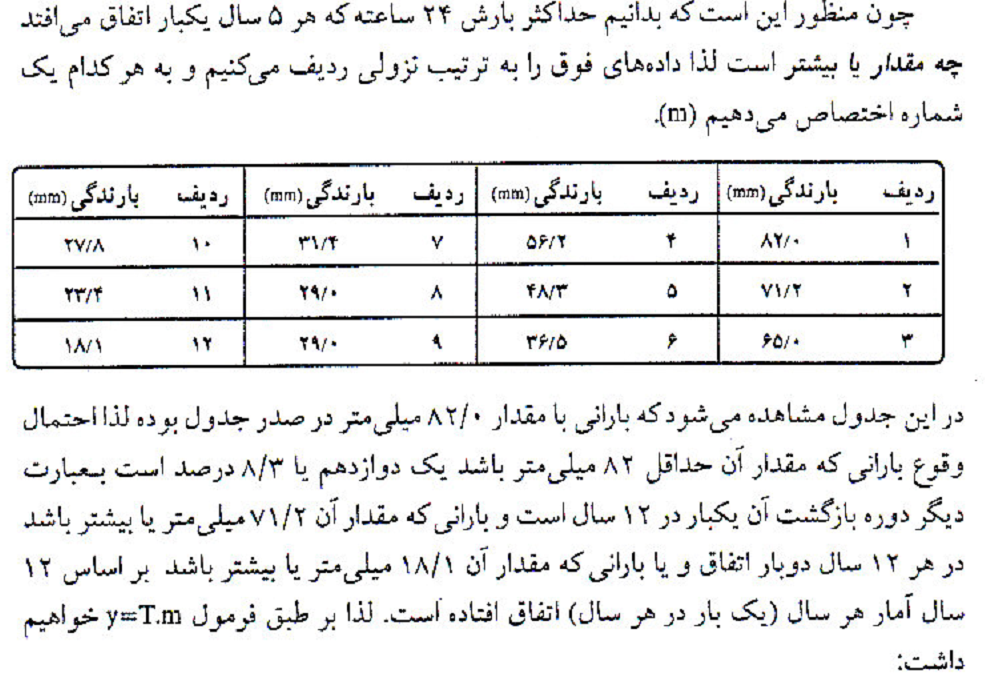 چون منظور این است که بدانیم حداکثر بارش ۲۴ ساعته که هر ۵ سال یکبار اتفاق می‌افتد
چه مقدار یا بیشتر است لذا داده‌های فوق را به ترتیب نزولی ردیف می‌کنیم و به هر کدام یک
شماره اختصاص می‌دهیم (m).
ردیف بارندگی (mm) ردیف بارندگی (mm) ردیف بارندگی (mm) ردیف بارندگی (mm)
۱ ۸۲/۰ ۴ ۵۶/۲ ۷ ۳۱/۴ ۱۰ ۲۷/۸
۲ ۷۱/۲ ۵ ۴۸/۳ ۸ ۲۹/۰ ۱۱ ۲۳/۴
۳ ۶۵/۰ ۶ ۳۶/۵ ۹ ۲۹/۰ ۱۲ ۱۸/۱
در این جدول مشاهده می‌شود که بارانی با مقدار ۸۲/۰ میلی‌متر در صدر جدول بوده لذا احتمال
وقوع بارانی که مقدار آن حداقل ۸۲ میلی‌متر باشد یک دوازدهم یا ۸/۳ درصد است بعبارت
دیگر دوره بازگشت آن یکبار در ۱۲ سال است و بارانی که مقدار آن ۷۱/۲ میلی‌متر یا بیشتر باشد
در هر ۱۲ سال دوبار اتفاق و یا بارانی که مقدار آن ۱۸/۱ میلی‌متر یا بیشتر باشد بر اساس ۱۲
سال آمار هر سال (یک بار در هر سال) اتفاق افتاده است. لذا بر طبق فرمول y=T.m خواهیم
داشت: